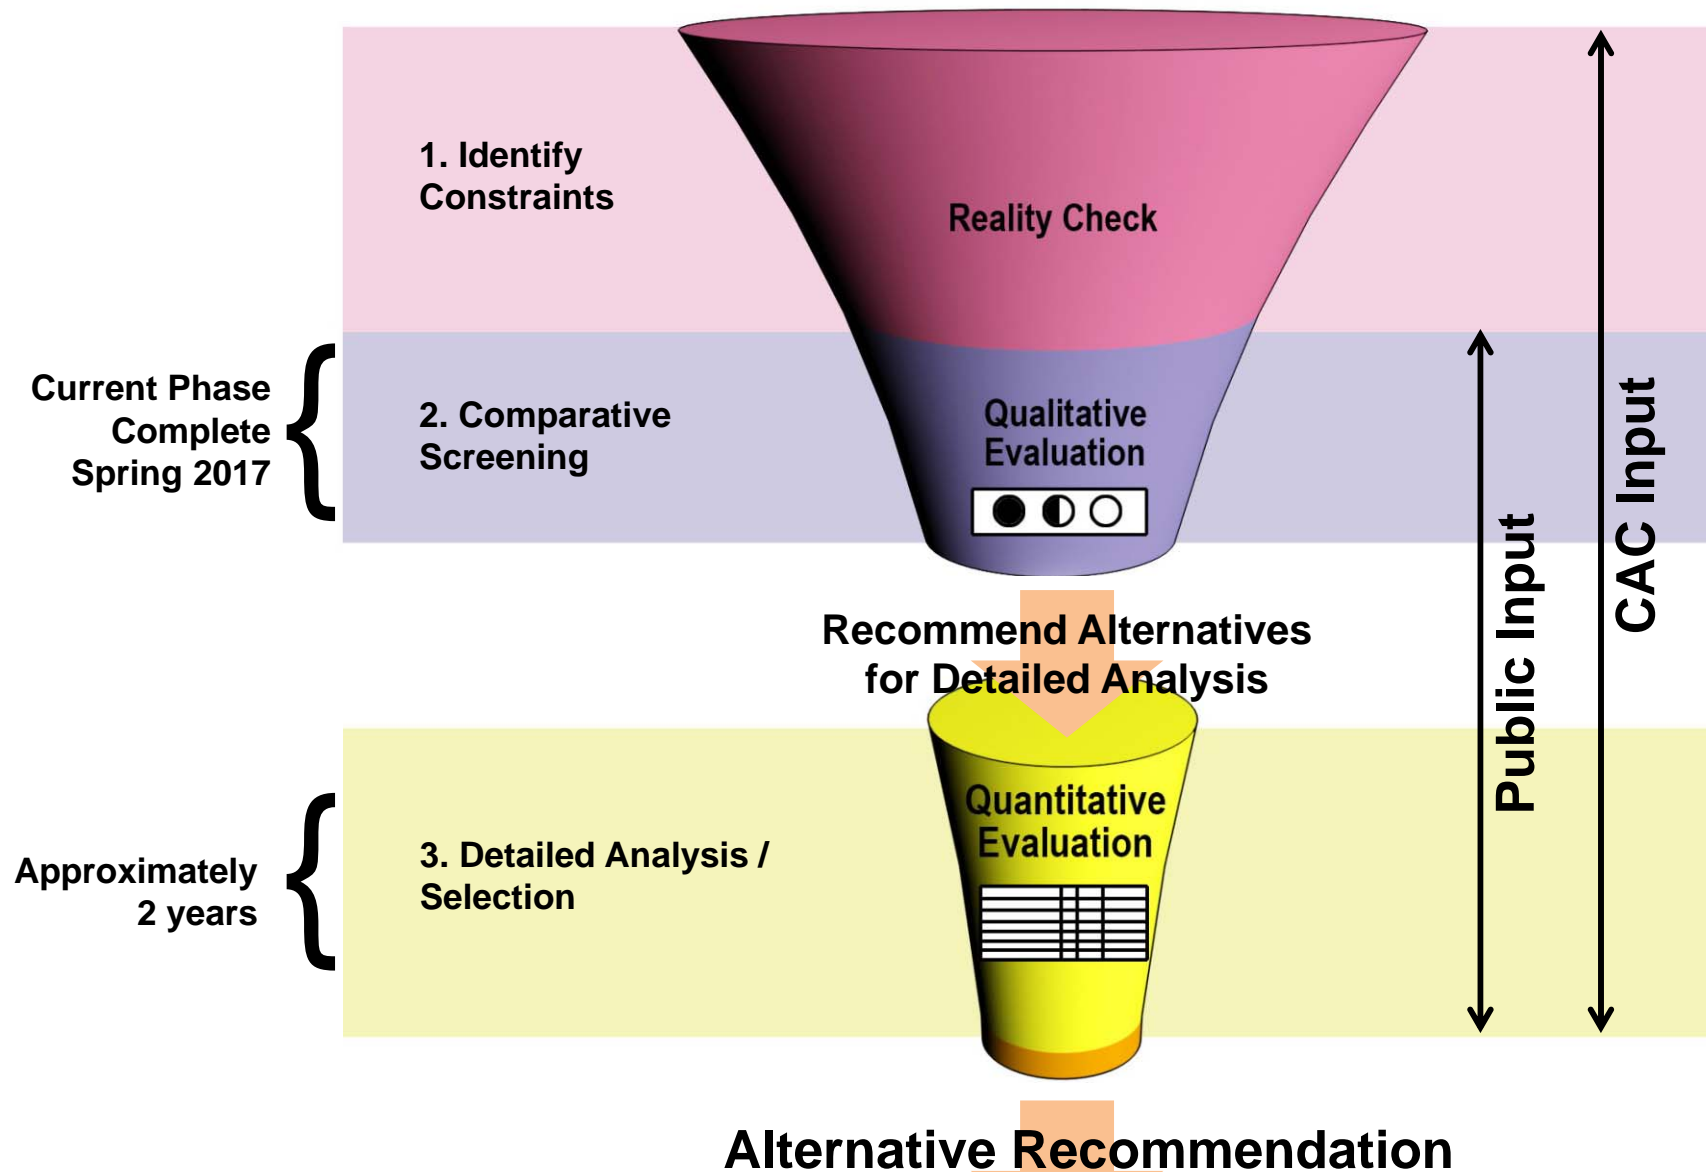 1. Identify
Constraints
Reality Check
Current Phase
Complete
Spring 2017
2. Comparative
Screening
Qualitative
Evaluation
Recommend Alternatives
for Detailed Analysis
Approximately
2 years
3. Detailed Analysis /
Selection
Quantitative
Evaluation
Public Input
CAC Input
Alternative Recommendation